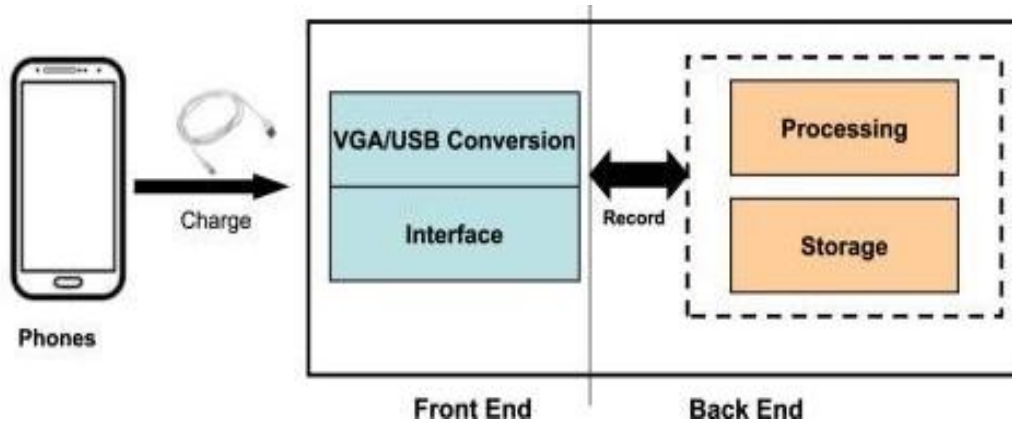 Phones
Charge
VGA/USB Conversion
Interface
Record
Processing
Storage
Front End
Back End